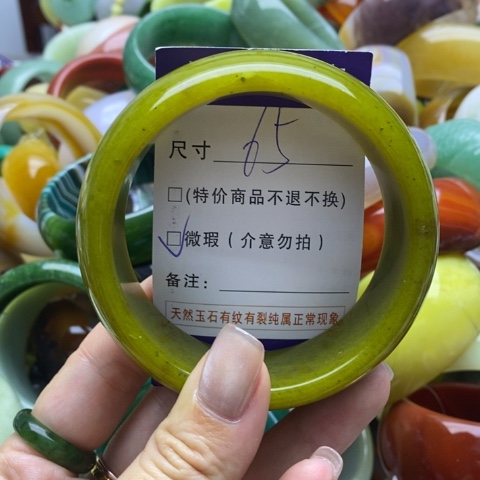 尺寸 65
□(特价商品不退不换)
☑微瑕(介意勿拍)
备注:
天然玉石有纹有裂纯属正常现象